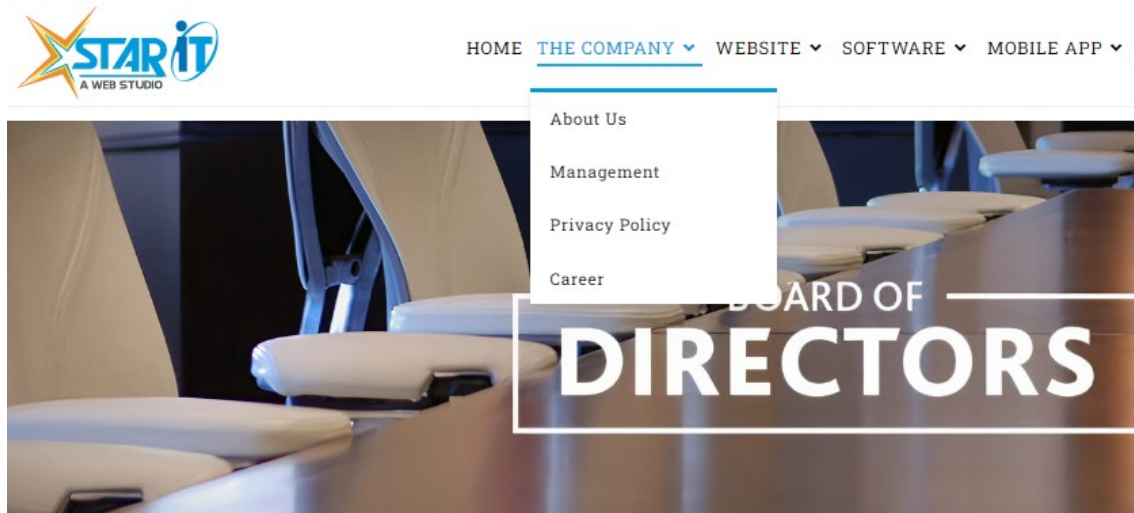 STAR iT
A WEB STUDIO
HOME THE COMPANY WEBSITE SOFTWARE MOBILE APP
About Us
Management
Privacy Policy
Career
BOARD OF
DIRECTORS